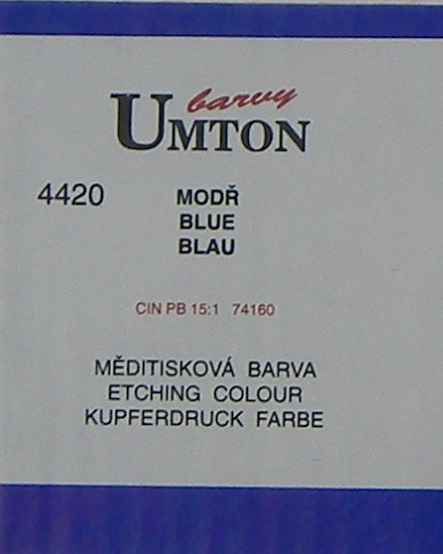 barvy
UMTON
4420 MODŘ
BLUE
BLAU
CIN PB 15:1 74160
MĚDITISKOVÁ BARVA
ETCHING COLOUR
KUPFERDRUCK FARBE